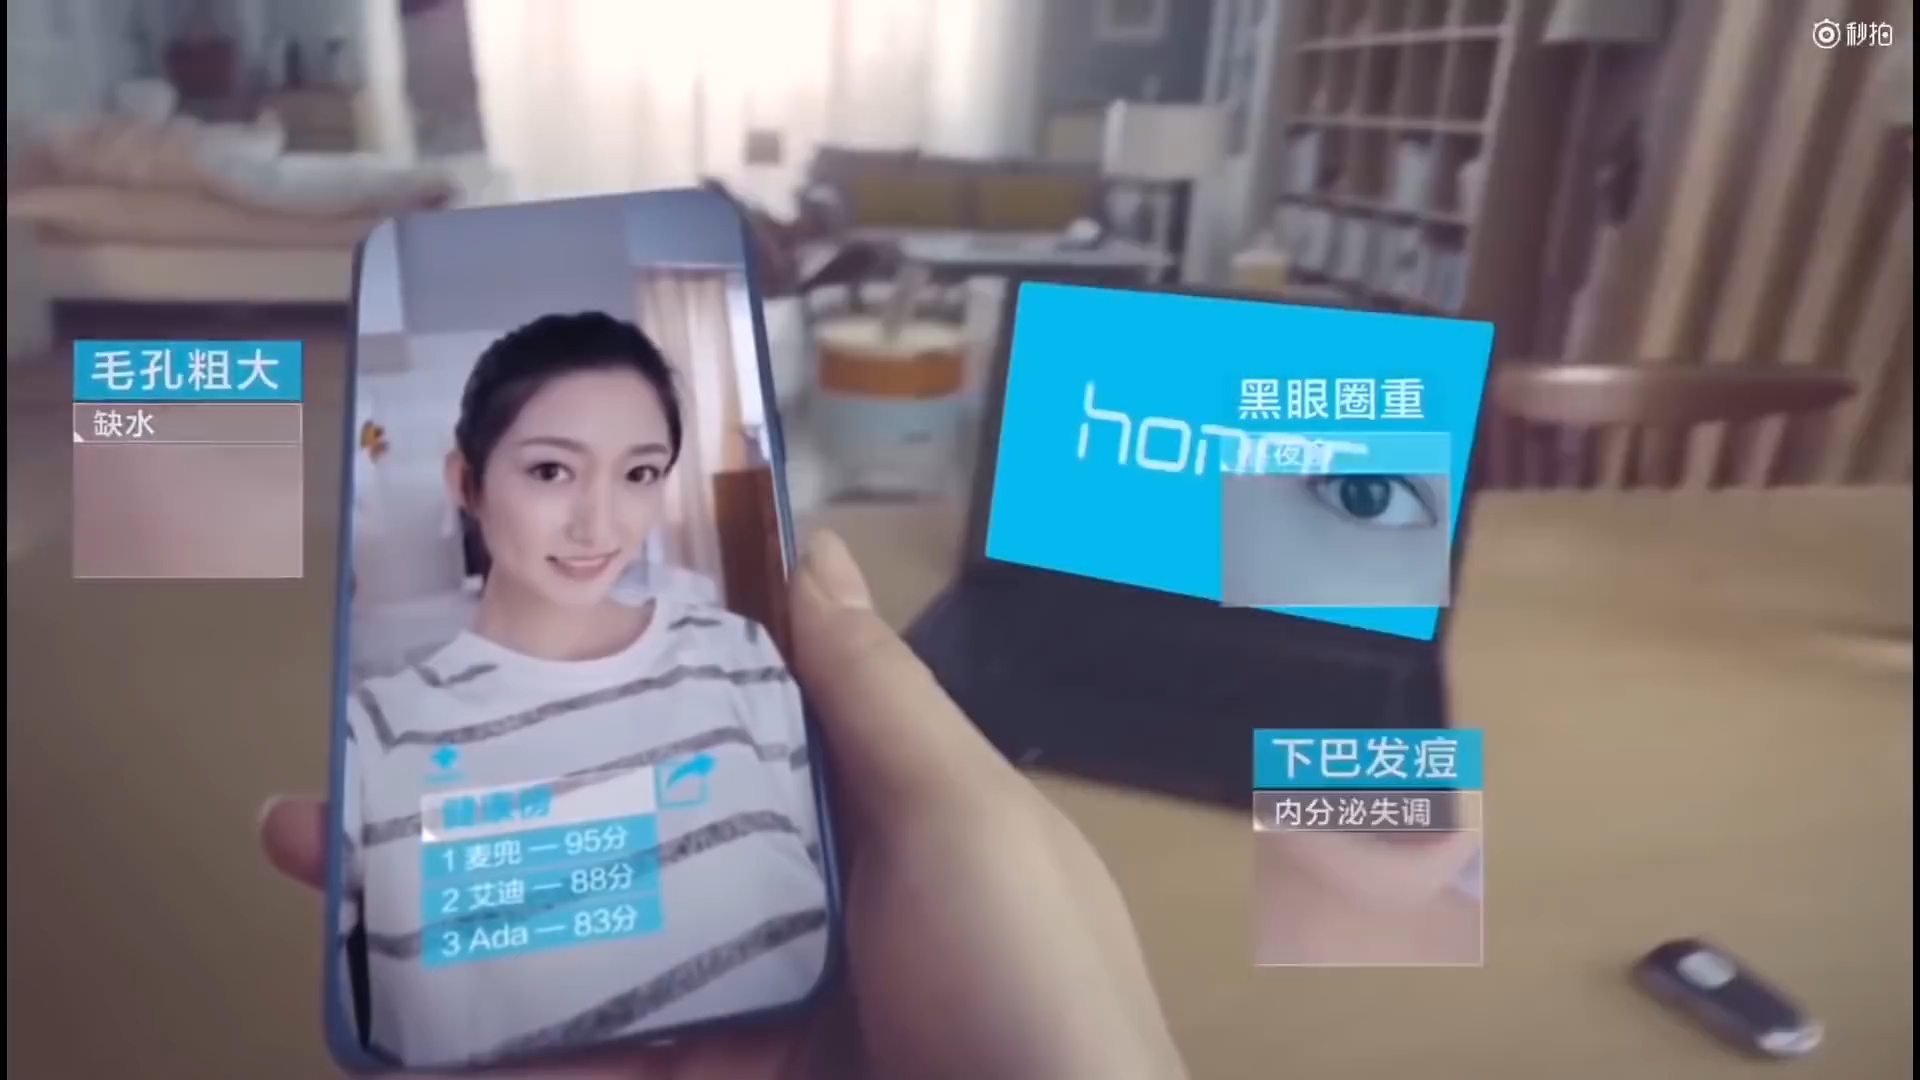 秒拍
毛孔粗大
缺水
honor
黑眼圈重
下巴发痘
内分泌失调
1 麦兜 — 95分
2 艾迪 — 88分
3 Ada — 83分